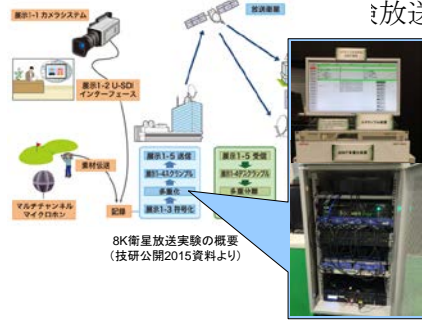 験放送
展示1-1 カメラシステム
放送衛星
展示1-2 U-SDI
インターフェース
素材伝送
マルチチャンネル
マイクロホン
記録
展示1-5 送信
展示1-4スクランブル
多重化
展示1-3 符号化
展示1-5 受信
展示1-4デスクランブル
多重分離
8K衛星放送実験の概要
(技研公開2015資料より)